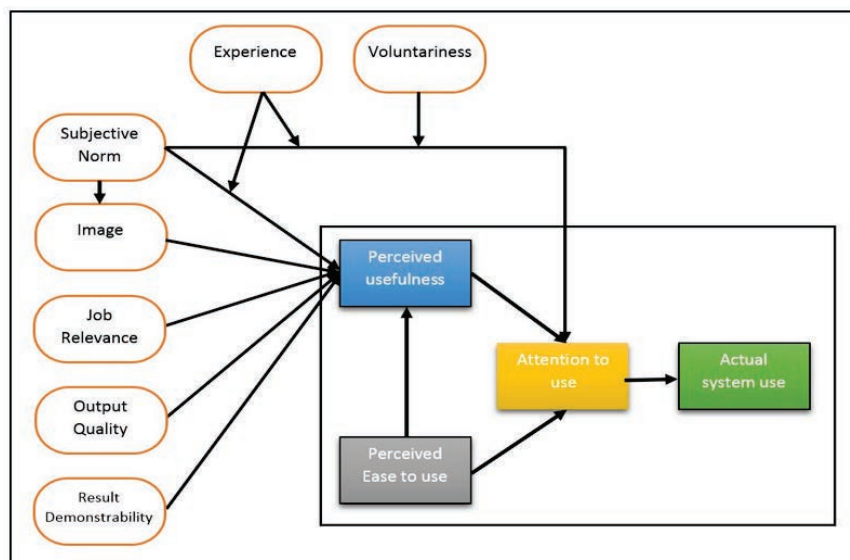 Experience
Voluntariness
Subjective
Norm
Image
Job
Relevance
Output
Quality
Result
Demonstrability
Perceived
usefulness
Perceived
Ease to use
Attention to
use
Actual
system use